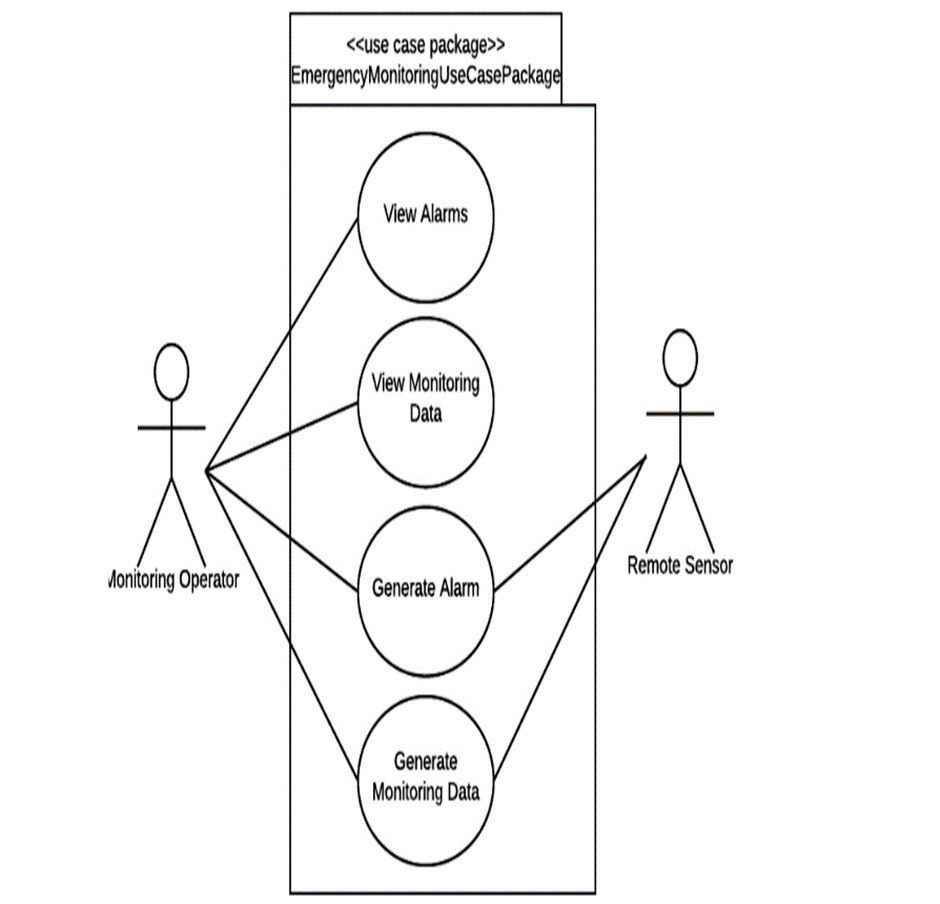 <<use case package>>
EmergencyMonitoringUseCasePackage
View Alarms
View Monitoring
Data
Generate Alarm
Generate
Monitoring Data
Monitoring Operator
Remote Sensor